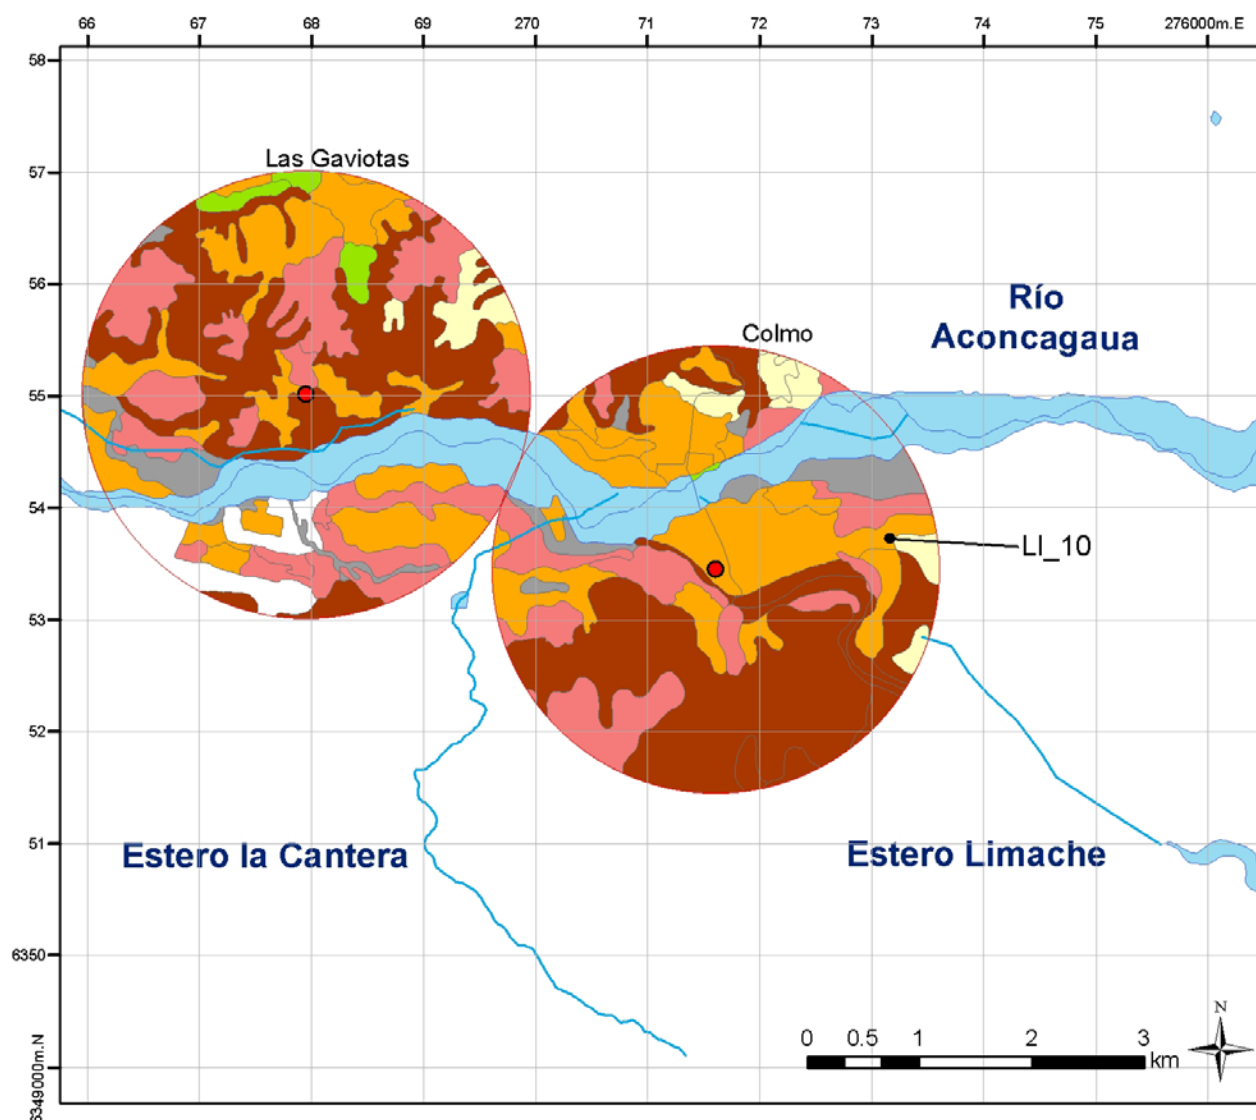 66 67 68 69 270 71 72 73 74 75 276000m.E
58
57
56
55
54
53
52
51
6350
6349000m.N
Las Gaviotas
Colmo
Río
Aconcagaua
LI_10
Estero la Cantera
Estero Limache
N
0 0.5 1 2 3
km